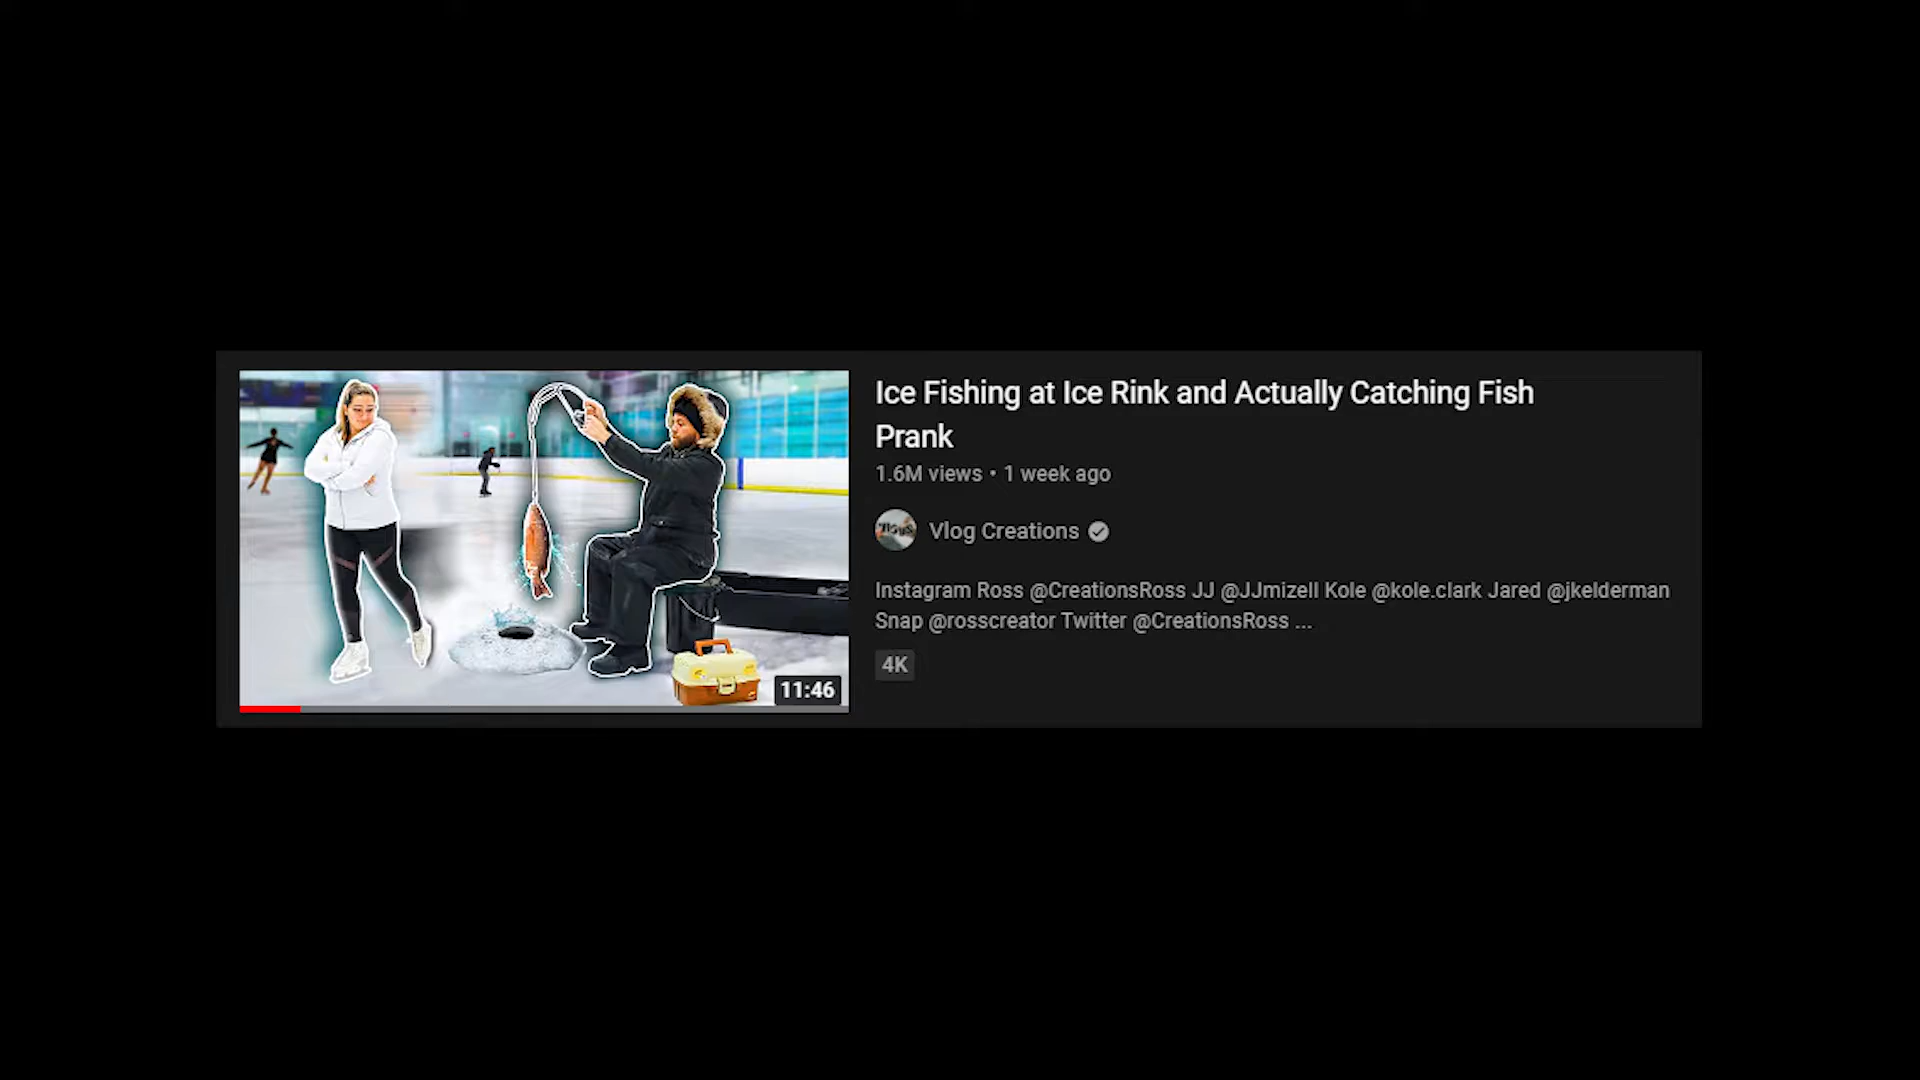 Ice Fishing at Ice Rink and Actually Catching Fish
Prank
1.6M views • 1 week ago
Vlog Creations
Instagram Ross @CreationsRoss JJ @JJmizell Kole @kole.clark Jared @jkelderman
Snap @rosscreator Twitter @CreationsRoss ...
4K
11:46